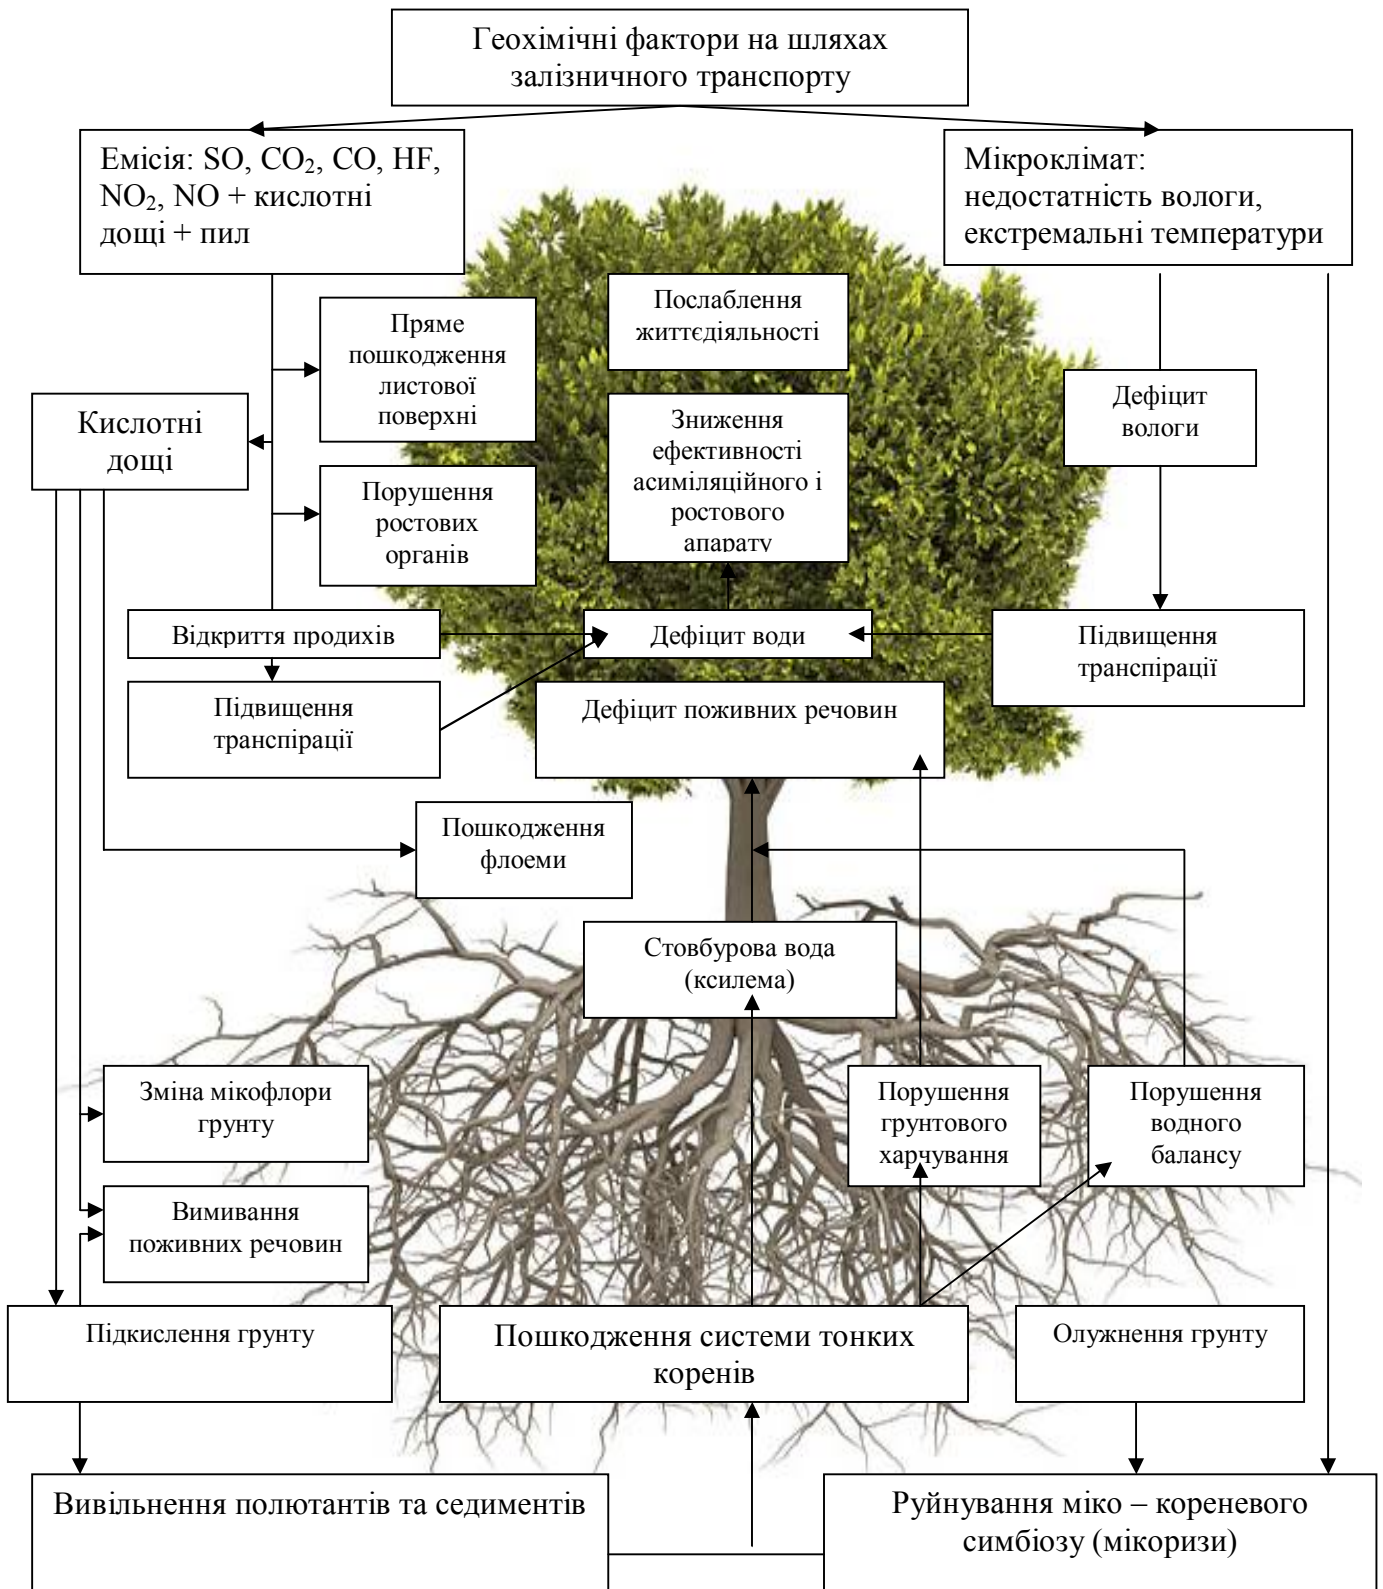 Геохімічні фактори на шляхах
залізничного транспорту
Емісія: SO, CO₂, CO, HF,
NO₂, NO + кислотні
дощі + пил
Мікроклімат:
недостатність вологи,
екстремальні температури
Пряме
пошкодження
листової
поверхні
Послаблення
життєдіяльності
Кислотні
дощі
Зниження
ефективності
асиміляційного і
ростового
апарату
Дефіцит
вологи
Порушення
ростових
органів
Відкриття продихів
Дефіцит води
Підвищення
транспірації
Підвищення
транспірації
Дефіцит поживних речовин
Пошкодження
флоеми
Стовбурова вода
(ксилема)
Зміна мікофлори
грунту
Порушення
грунтового
харчування
Порушення
водного
балансу
Вимивання
поживних речовин
Підкислення грунту
Пошкодження системи тонких
коренів
Олужнення грунту
Вивільнення полютантів та седиментів
Руйнування міко – кореневого
симбіозу (мікоризи)